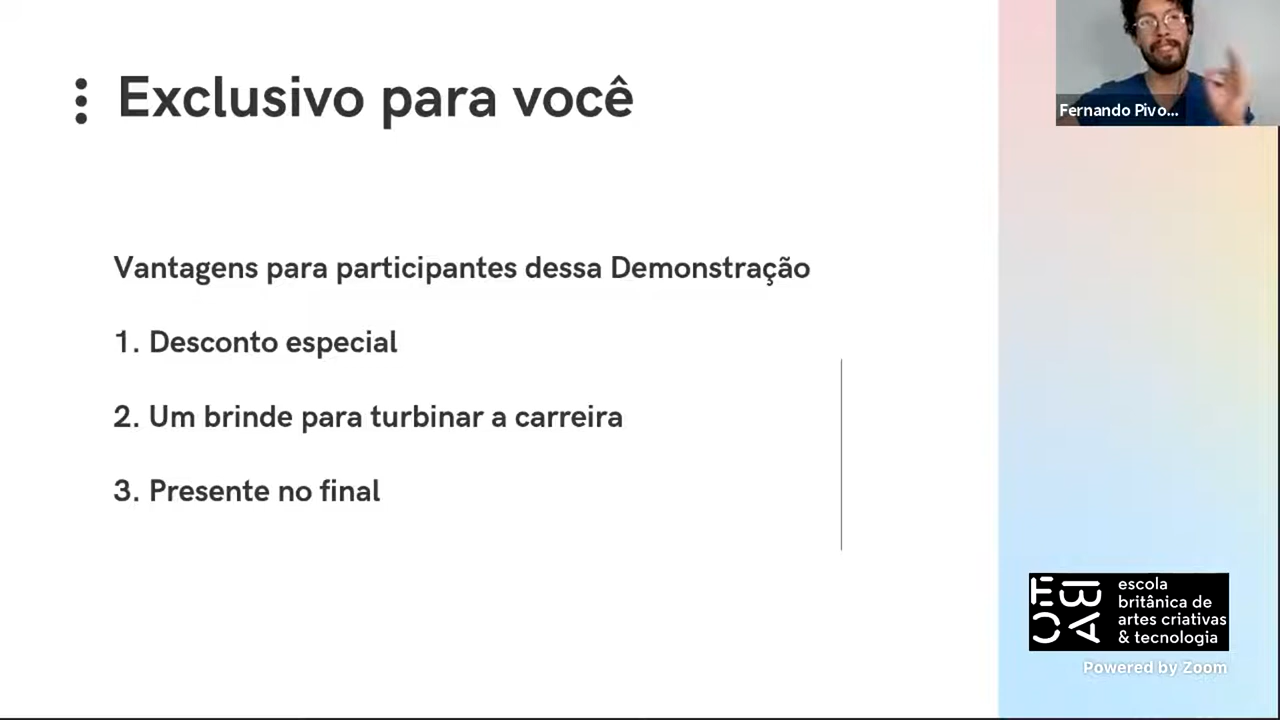 Exclusivo para você
Fernando Pivo...
Vantagens para participantes dessa Demonstração
1. Desconto especial
2. Um brinde para turbinar a carreira
3. Presente no final
EBAC
escola
britânica de
artes criativas
& tecnologia
Powered by Zoom